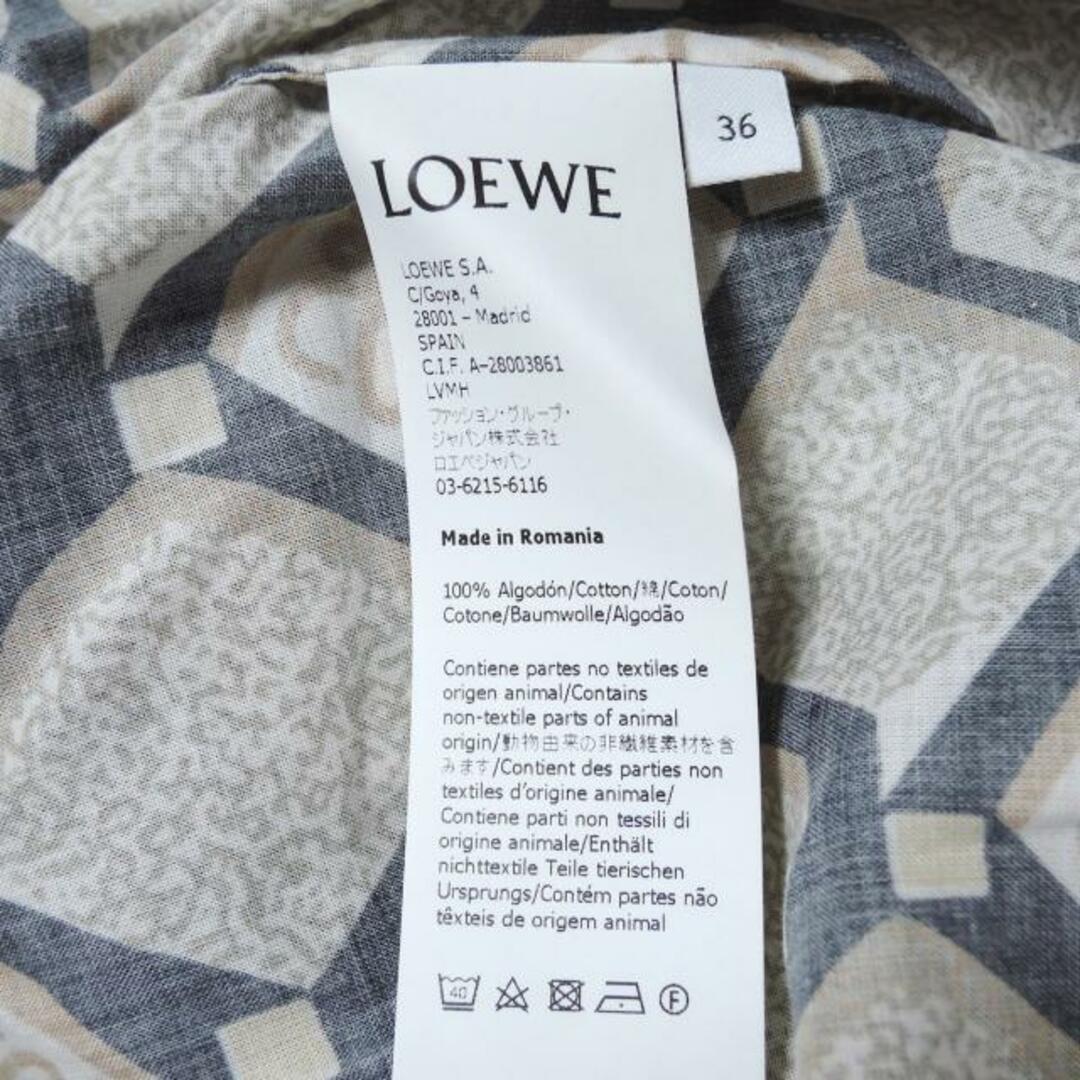 LOEWE
36
LOEWE S.A.
C/Goya, 4
28001 – Madrid
SPAIN
C.I.F. A-28003861
LVMH
ファッション・グループ・
ジャパン株式会社
ロエベジャパン
03-6215-6116
Made in Romania
100% Algodón/Cotton/綿/Coton/
Cotone/Baumwolle/Algodão
Contiene partes no textiles de
origen animal/Contains
non-textile parts of animal
origin/動物由来の非繊維素材を含
みます/Contient des parties non
textiles d'origine animale/
Contiene parti non tessili di
origine animale/Enthält
nichttextile Teile tierischen
Ursprungs/Contém partes não
têxteis de origem animal
40 F